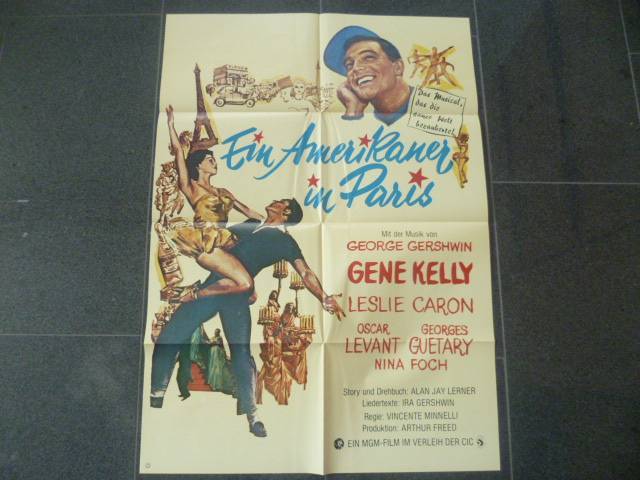 Das Musical,
das die
ganze Welt
bezauberte!
Ein Amerikaner
in Paris
Mit der Musik von
GEORGE GERSHWIN
GENE KELLY
LESLIE CARON
OSCAR GEORGES
LEVANT GUETARY
NINA FOCH
Story und Drehbuch: ALAN JAY LERNER
Liedertexte: IRA GERSHWIN
Regie: VINCENTE MINNELLI
Produktion: ARTHUR FREED
EIN MGM-FILM IM VERLEIH DER CIC